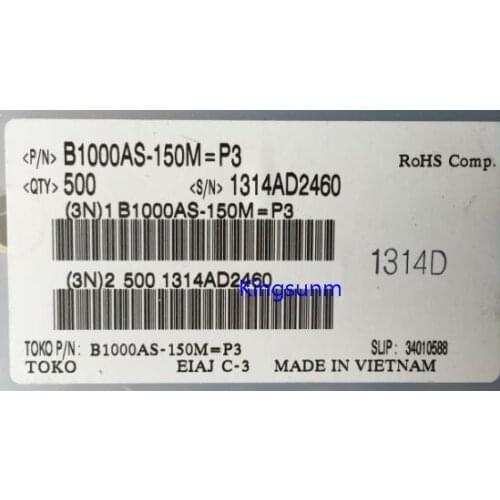 <P/N> B1000AS-150M=P3
RoHS Comp.
<QTY> 500 <S/N> 1314AD2460
(3N)1 B1000AS-150M=P3
1314D
(3N)2 500 1314AD2460
Kingsunm
TOKO P/N: B1000AS-150M=P3 SLIP: 34010588
TOKO EIAJ C-3 MADE IN VIETNAM